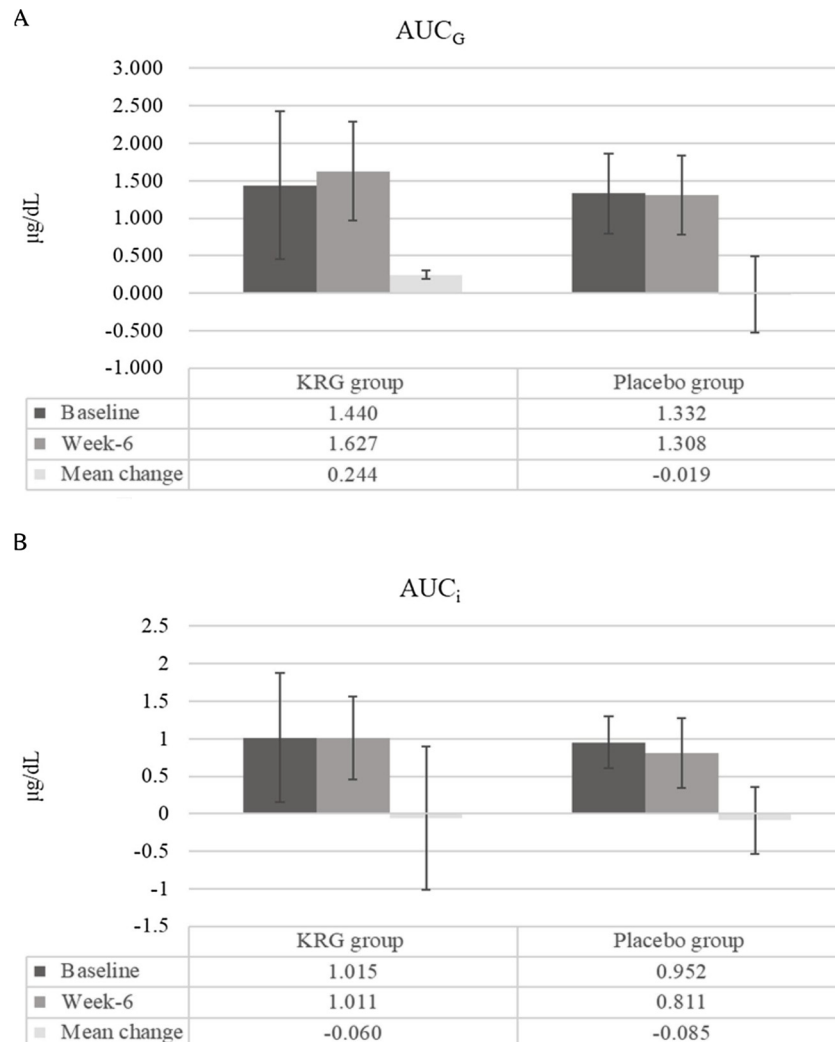 A
AUCG
3.000
2.500
2.000
1.500
1.000
0.500
0.000
-0.500
-1.000
µg/dL
KRG group Placebo group
Baseline 1.440 1.332
Week-6 1.627 1.308
Mean change 0.244 -0.019
B
AUCi
2.5
2
1.5
1
0.5
0
-0.5
-1
-1.5
µg/dL
KRG group Placebo group
Baseline 1.015 0.952
Week-6 1.011 0.811
Mean change -0.060 -0.085